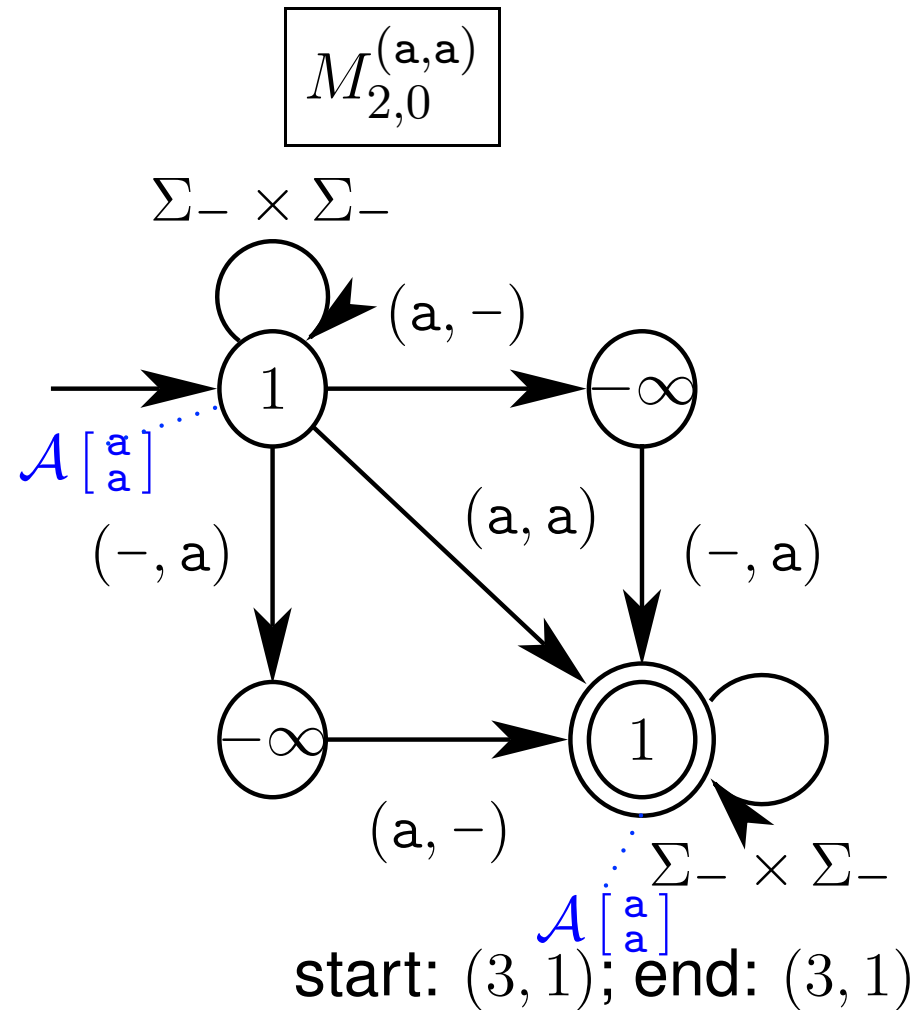 M_{2,0}^{(a,a)}
Σ₋ × Σ₋
(a, −)
1
−∞
𝒜[a a]
(a, a)
(−, a)
(−, a)
−∞
1
(a, −)
Σ₋ × Σ₋
𝒜[a a]
start: (3, 1); end: (3, 1)